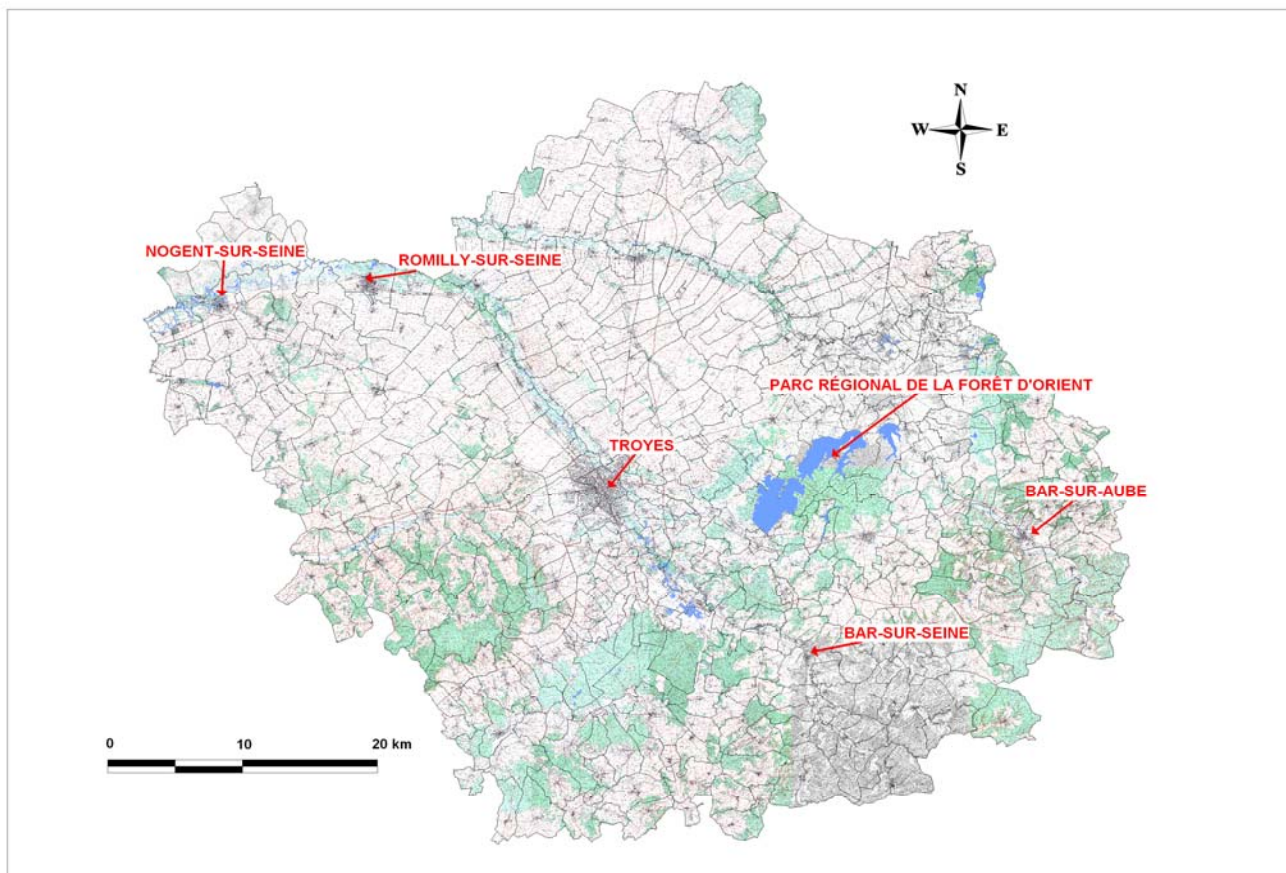 N
W E
S
NOGENT-SUR-SEINE
ROMILLY-SUR-SEINE
PARC RÉGIONAL DE LA FORÊT D'ORIENT
TROYES
BAR-SUR-AUBE
BAR-SUR-SEINE
0 10 20 km